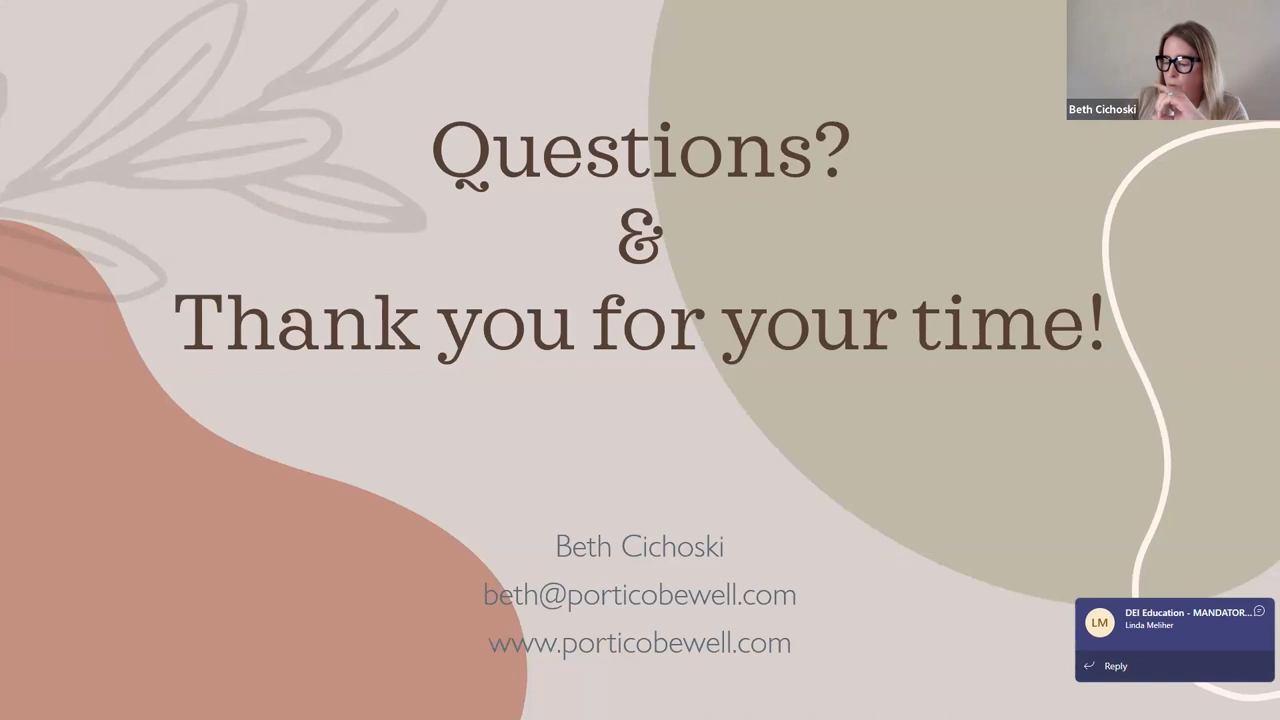 Beth Cichoski
Questions?
&
Thank you for your time!
Beth Cichoski
beth@porticobewell.com
www.porticobewell.com
LM
DEI Education - MANDATOR...
Linda Meliher
Reply